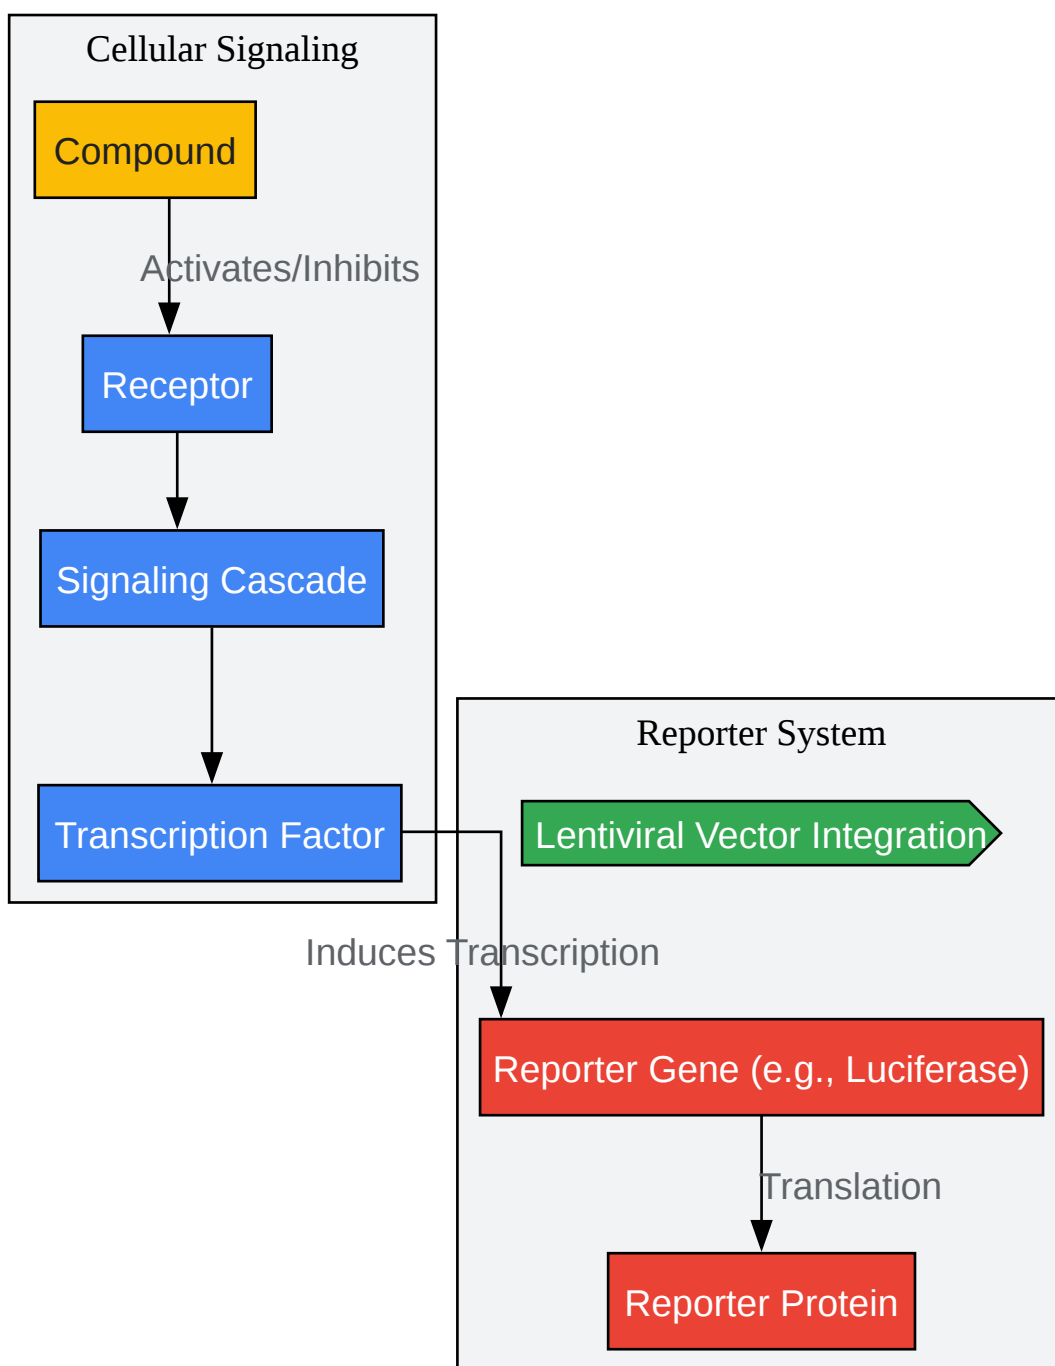 Cellular Signaling
Compound
Activates/Inhibits
Receptor
Signaling Cascade
Transcription Factor
Reporter System
Lentiviral Vector Integration
Induces Transcription
Reporter Gene (e.g., Luciferase)
Translation
Reporter Protein